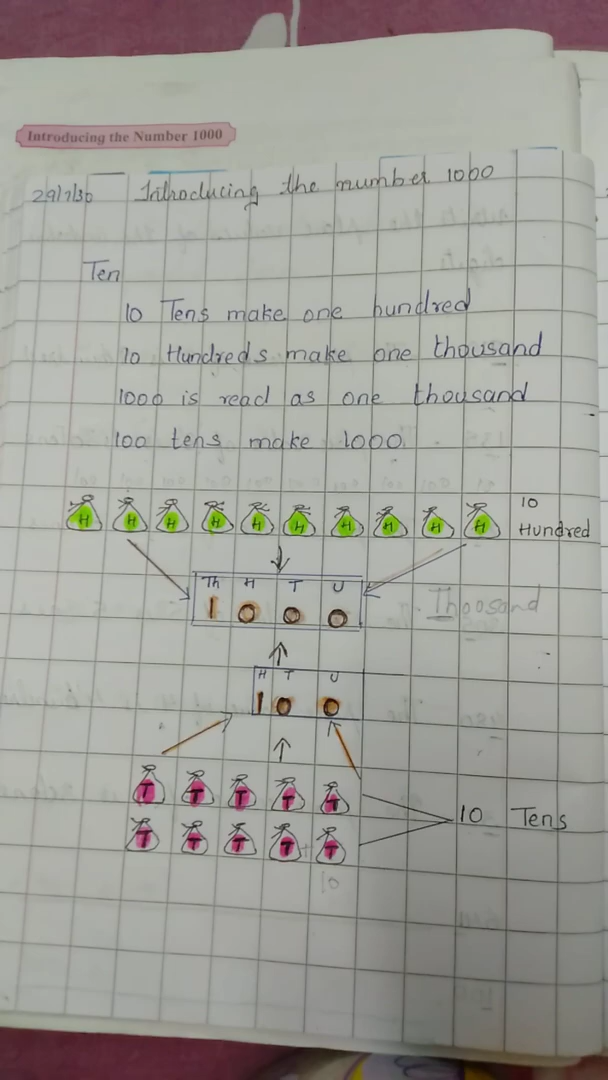 Introducing the Number 1000
29/7/30 Introducing the number 1000
Ten
10 Tens make one hundred
10 Hundreds make one thousand
1000 is read as one thousand
100 tens make 1000.
H H H H H H H H H H 10
Hundred
Th H T U
1 0 0 0 Thoosand
H T U
1 0 0
T T T T T
10 Tens
T T T T T
10